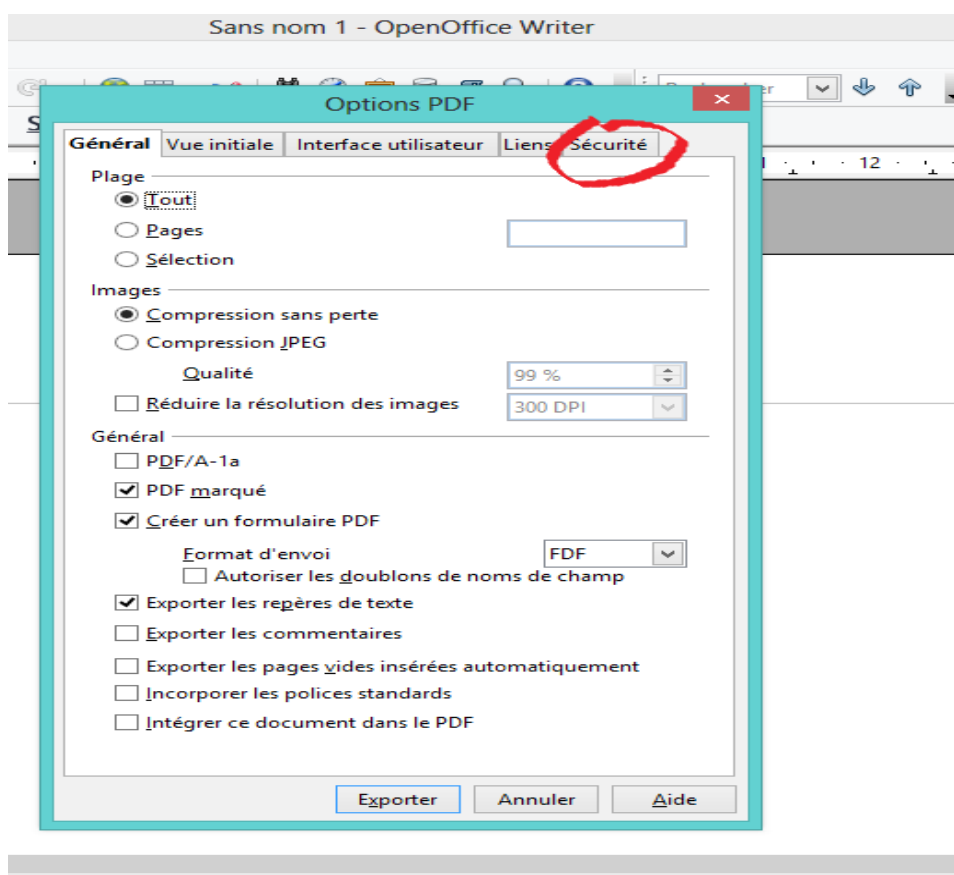 Sans nom 1 - OpenOffice Writer
Options PDF
Général Vue initiale Interface utilisateur Liens Sécurité
12
Plage
Tout
Pages
Sélection
Images
Compression sans perte
Compression JPEG
Qualité 99 %
Réduire la résolution des images 300 DPI
Général
PDF/A-1a
PDF marqué
Créer un formulaire PDF
Format d'envoi FDF
Autoriser les doublons de noms de champ
Exporter les repères de texte
Exporter les commentaires
Exporter les pages vides insérées automatiquement
Incorporer les polices standards
Intégrer ce document dans le PDF
Exporter Annuler Aide